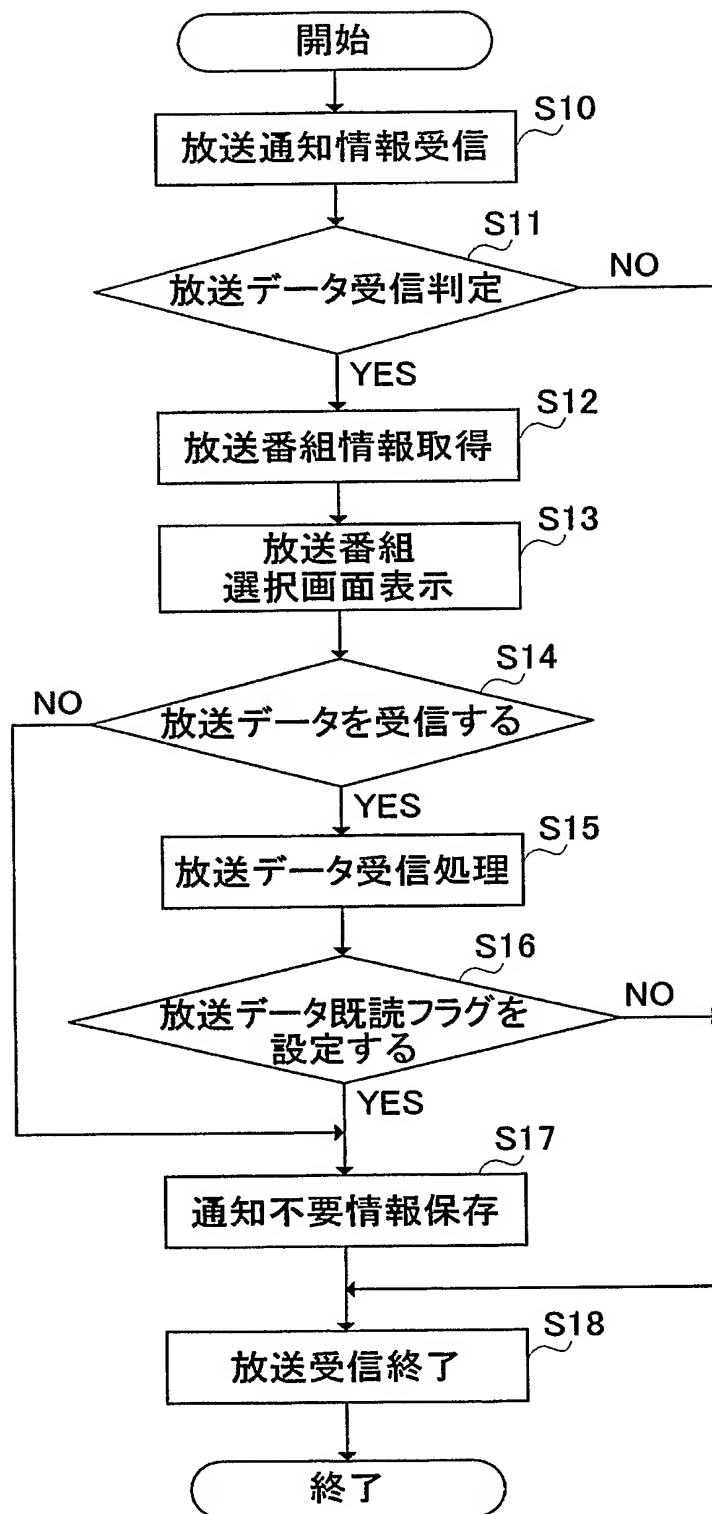 開始
S10
放送通知情報受信
S11
放送データ受信判定
NO
YES
S12
放送番組情報取得
S13
放送番組
選択画面表示
S14
NO
放送データを受信する
YES
S15
放送データ受信処理
S16
放送データ既読フラグを
設定する
NO
YES
S17
通知不要情報保存
S18
放送受信終了
終了